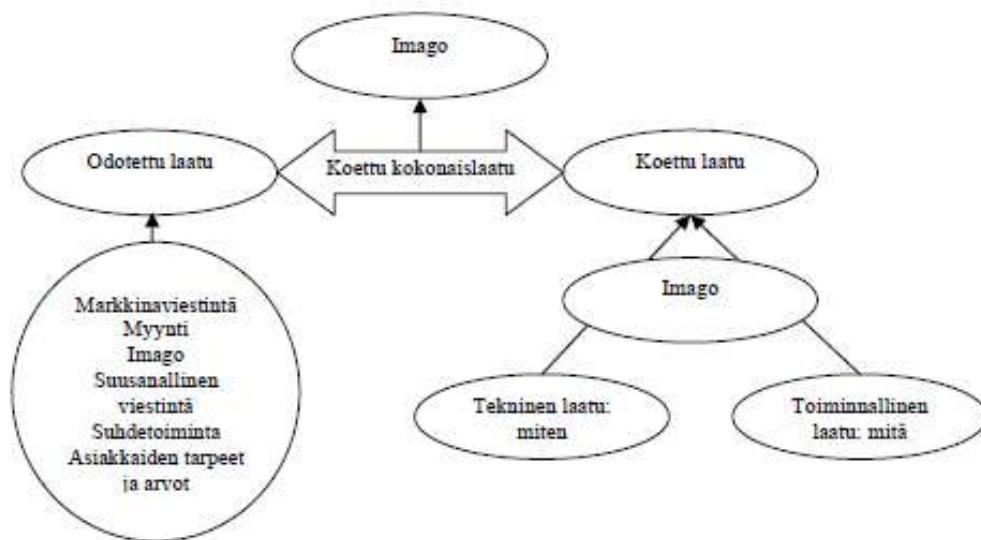 Imago
Odotettu laatu
Koettu kokonaislaatu
Koettu laatu
Markkinaviestintä
Myynti
Imago
Suusanallinen
viestintä
Suhdetoiminta
Asiakkaiden tarpeet
ja arvot
Imago
Tekninen laatu:
miten
Toiminnallinen
laatu: mitä